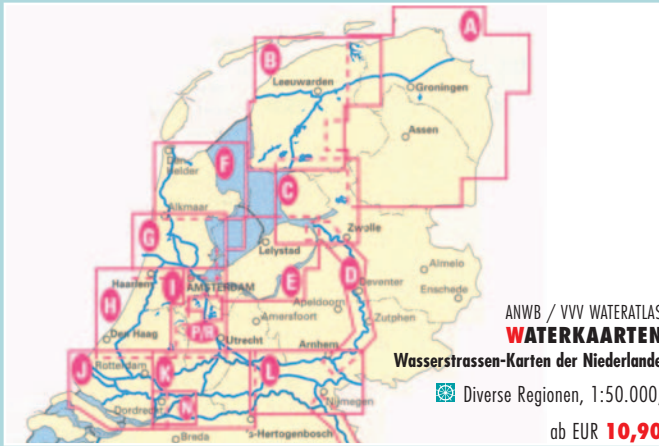 A
B
Leeuwarden
Groningen
Assen
F
Den Helder
C
Alkmaar
Zwolle
G
Lelystad
Almelo
E
D
Deventer
Haarlem
I
AMSTERDAM
Enschede
H
Apeldoorn
Zutphen
Amersfoort
P/R
Den Haag
Utrecht
Arnhem
J
K
L
Rotterdam
Nijmegen
Dordrecht
N
Breda
's-Hertogenbosch
ANWB / VVV WATERATLAS
WATERKAARTEN
Wasserstrassen-Karten der Niederlande
Diverse Regionen, 1:50.000,
ab EUR 10,90